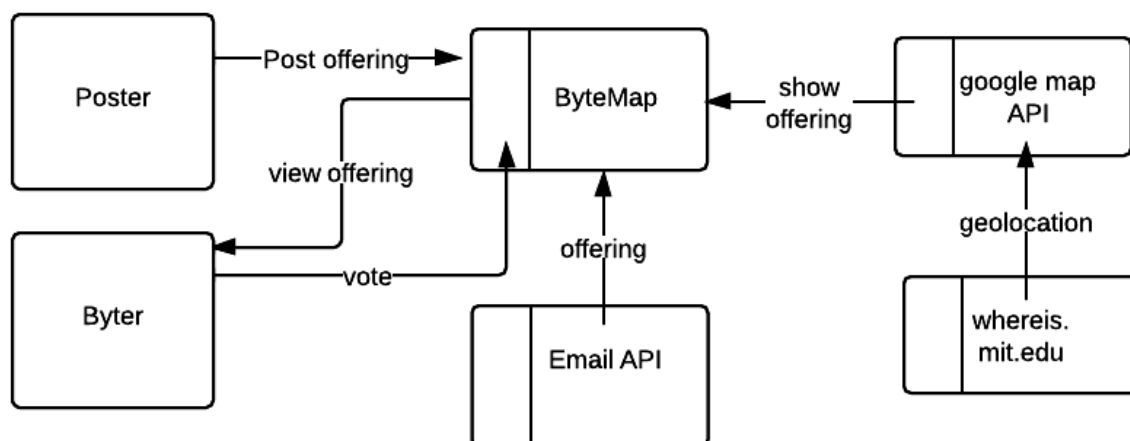 Poster
Post offering
ByteMap
show
offering
google map
API
view offering
geolocation
offering
vote
Byter
Email API
whereis.
mit.edu